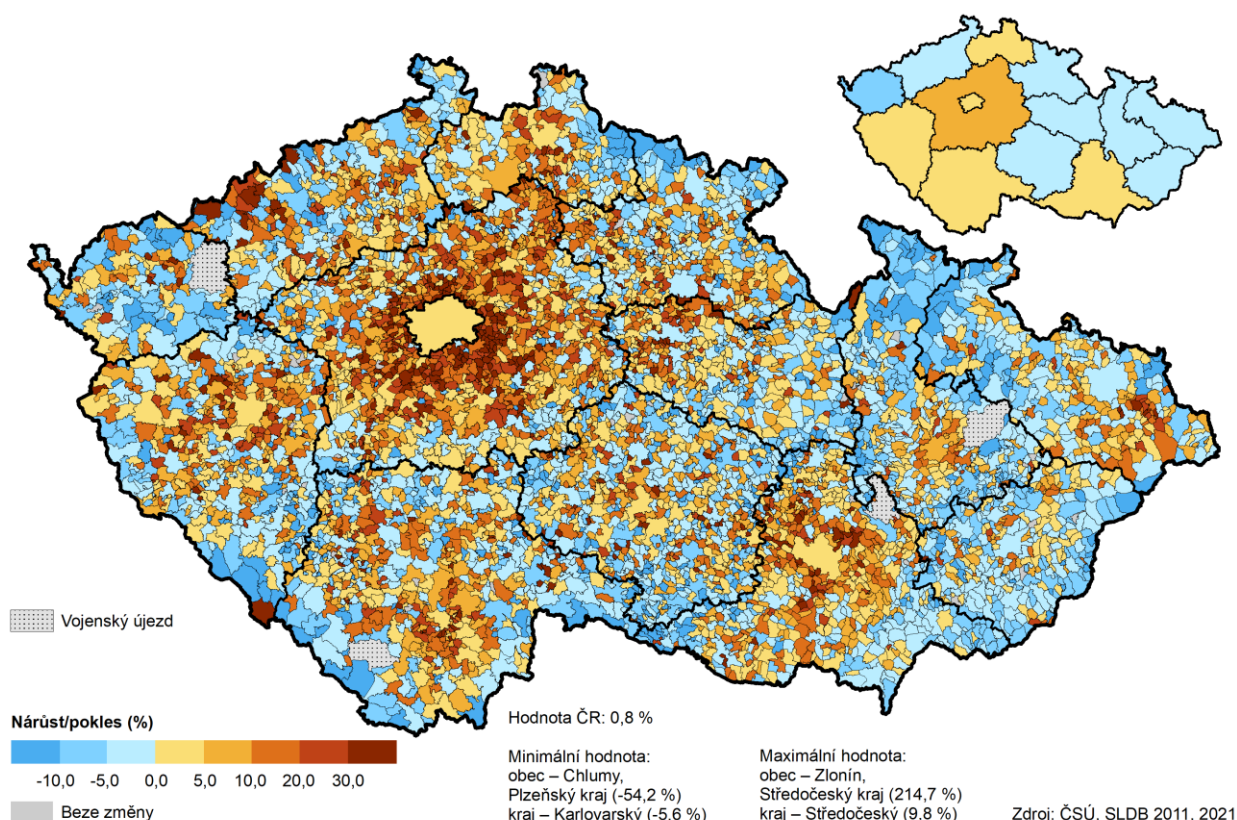 Vojenský újezd
Nárůst/pokles (%)
-10,0 -5,0 0,0 5,0 10,0 20,0 30,0
Beze změny
Hodnota ČR: 0,8 %
Minimální hodnota:
obec – Chlumy,
Plzeňský kraj (-54,2 %)
kraj – Karlovarský (-5,6 %)
Maximální hodnota:
obec – Zlonín,
Středočeský kraj (214,7 %)
kraj – Středočeský (9,8 %)
Zdroj: ČSÚ, SLDB 2011, 2021